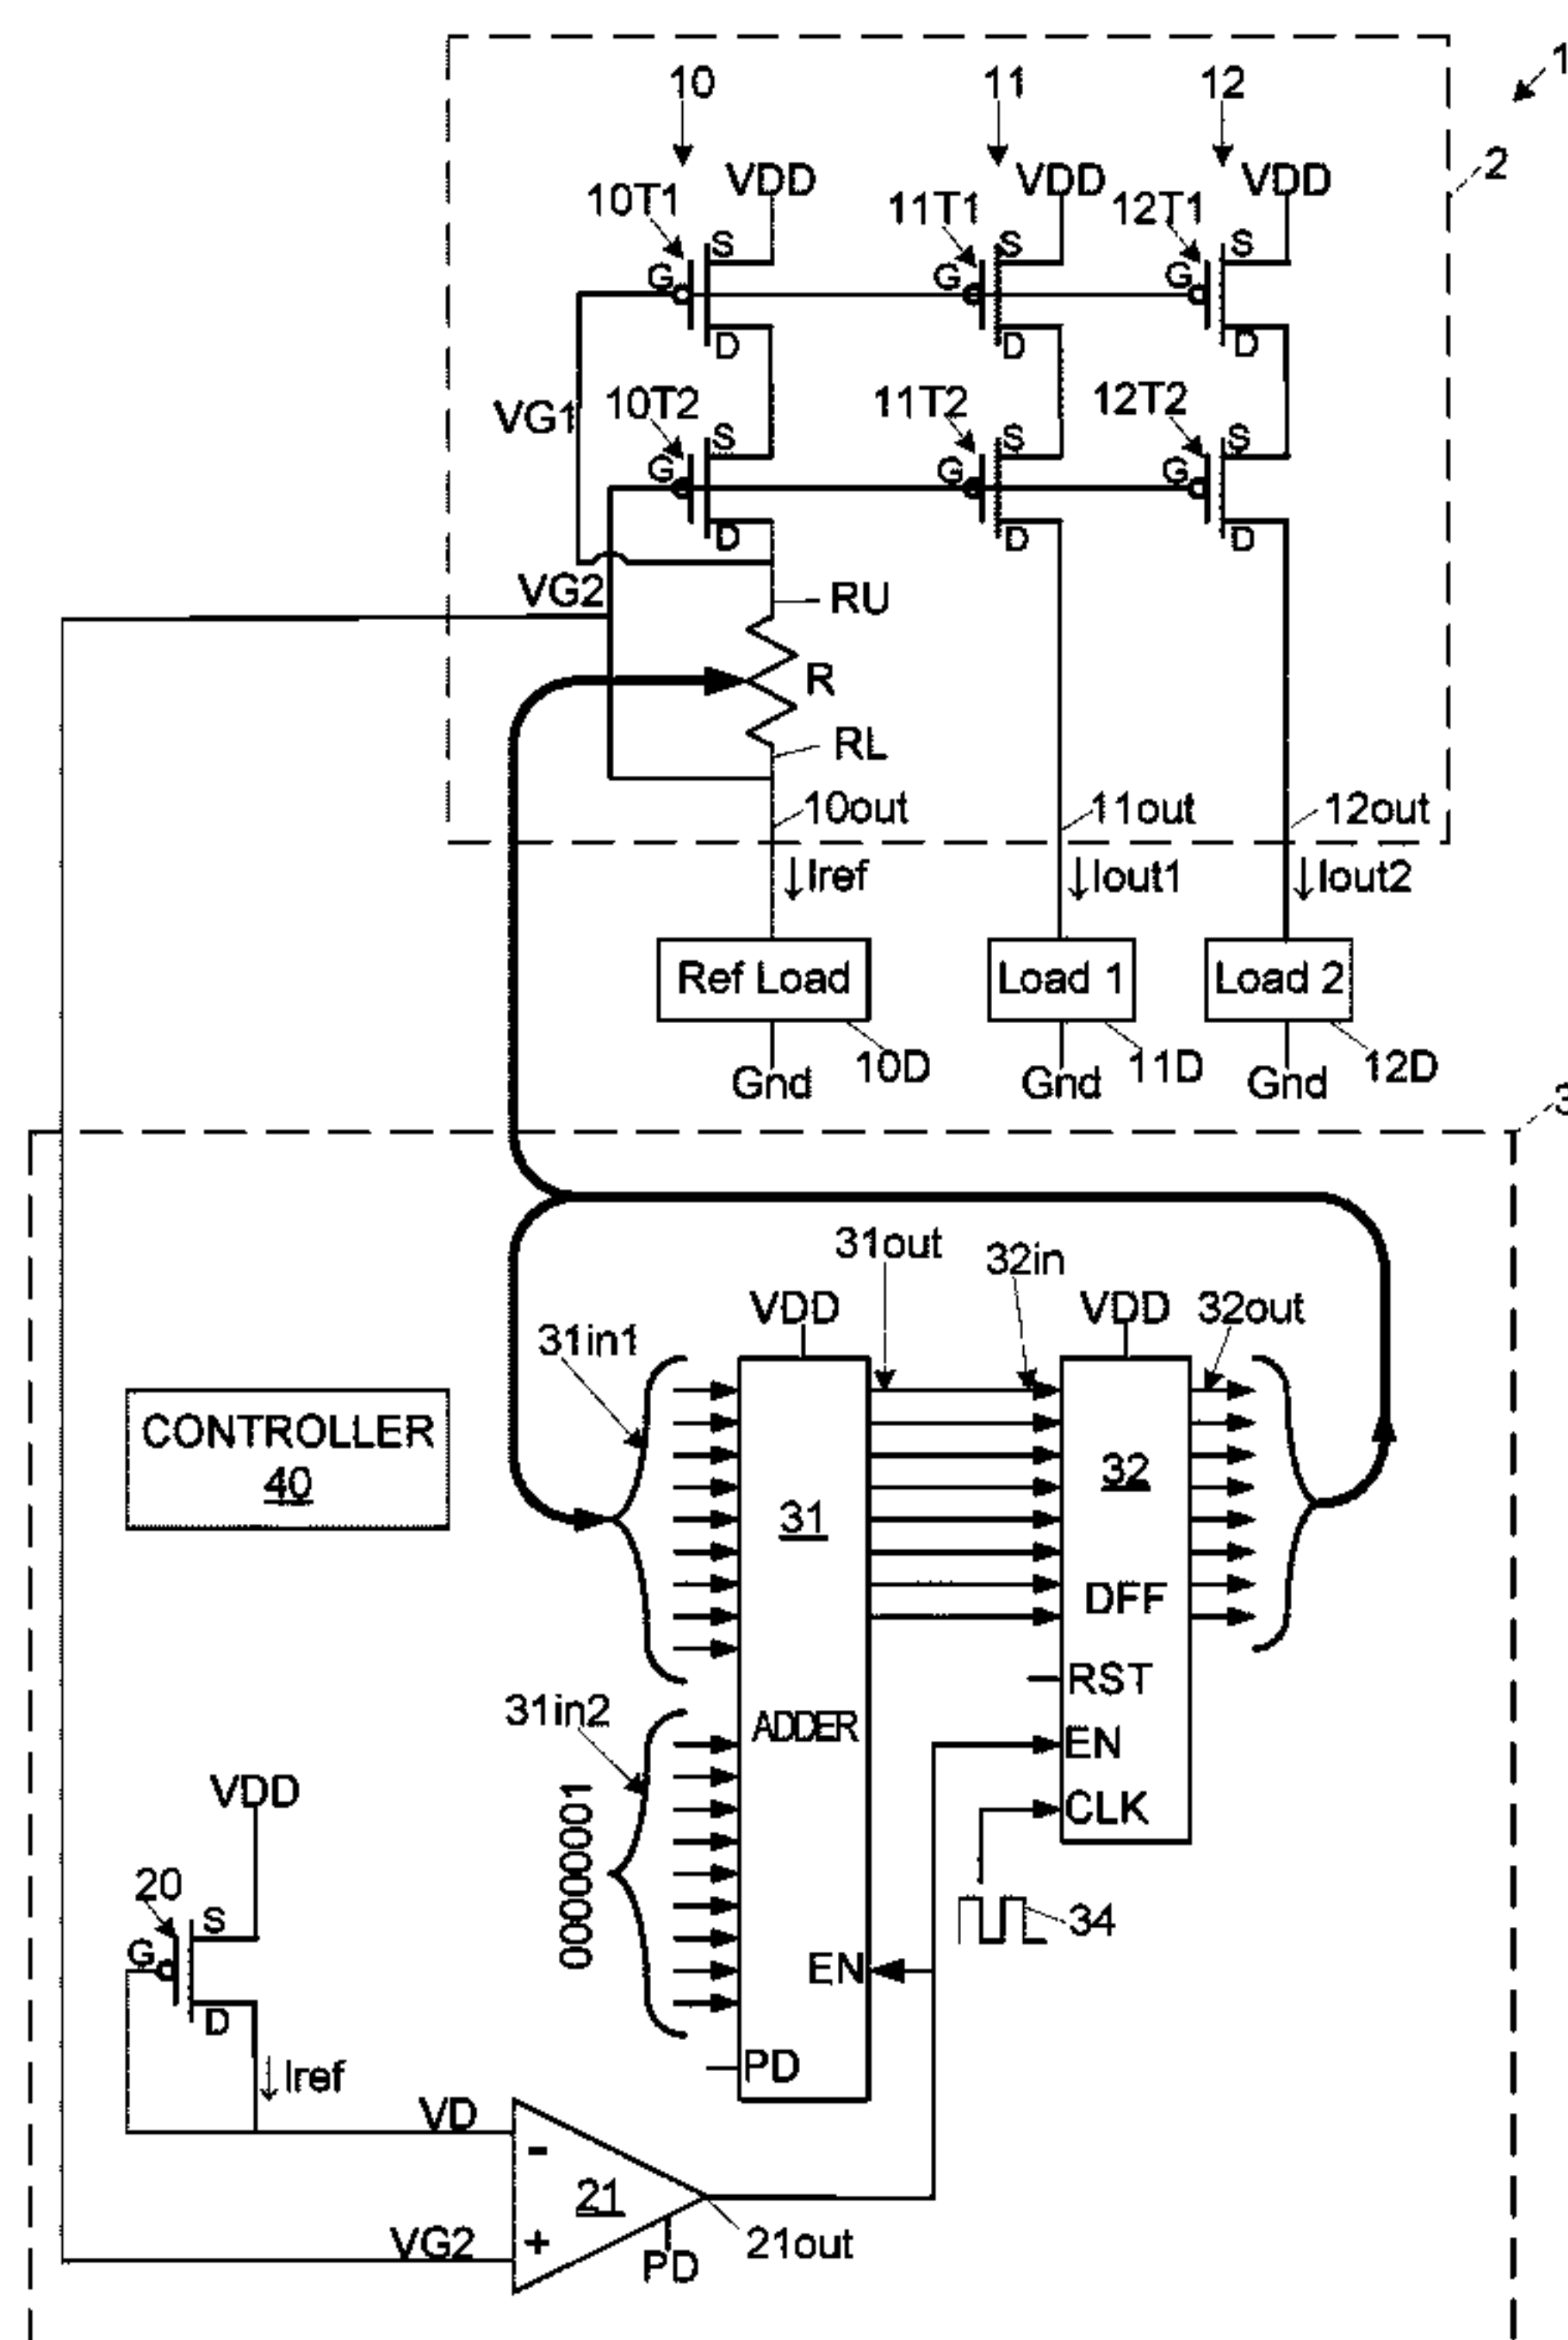 1
10 11 12
2
VDD VDD VDD
10T1 11T1 12T1
S S S
G G G
D D D
10T2 11T2 12T2
VG1
S S S
G G G
D D D
VG2
RU
R
RL
10out 11out 12out
Iref Iout1 Iout2
Ref Load Load 1 Load 2
10D 11D 12D
Gnd Gnd Gnd
3
31out 32in
VDD VDD 32out
31in1
CONTROLLER
40
31 32
DFF
RST
31in2
ADDER
EN
VDD
CLK
00000001
20
S
34
G
EN
D
PD
Iref
VD
-
21
+
VG2
21out
PD